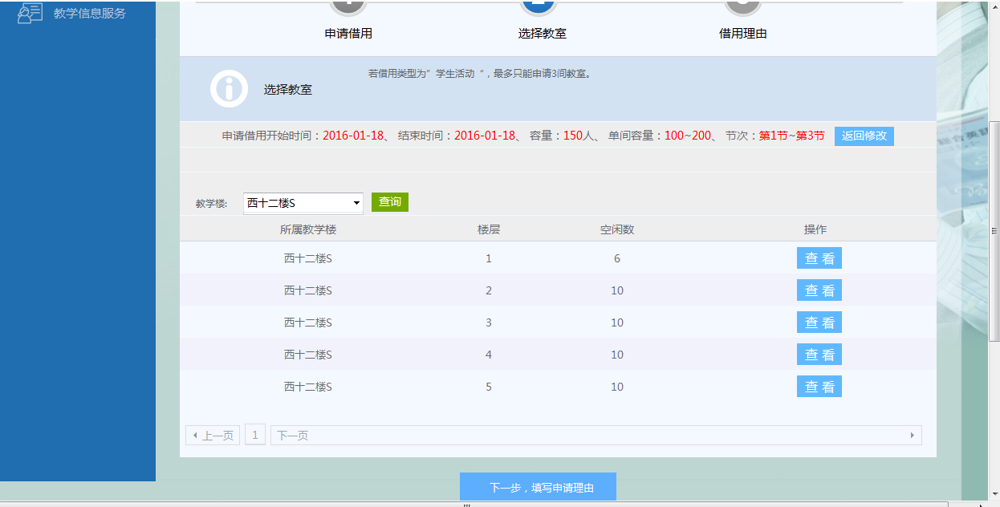 教学信息服务
申请借用
选择教室
借用理由
选择教室
若借用类型为”学生活动“，最多只能申请3间教室。
申请借用开始时间：2016-01-18、 结束时间：2016-01-18、 容量：150人、 单间容量：100~200、 节次：第1节~第3节 返回修改
教学楼: 西十二楼S 查询
所属教学楼 楼层 空闲数 操作
西十二楼S 1 6 查 看
西十二楼S 2 10 查 看
西十二楼S 3 10 查 看
西十二楼S 4 10 查 看
西十二楼S 5 10 查 看
上一页 1 下一页
下一步，填写申请理由